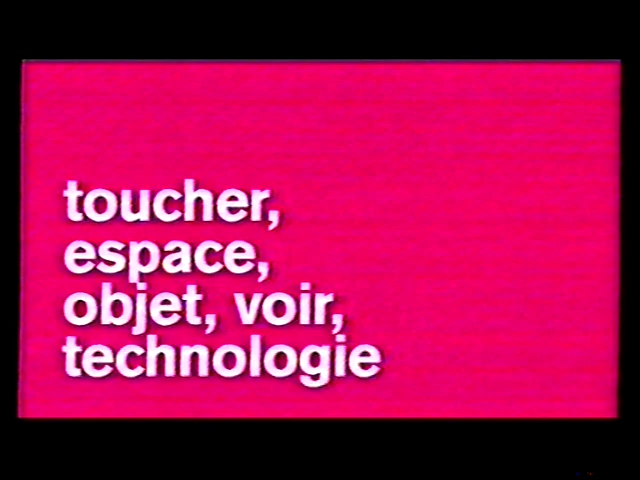 toucher,
espace,
objet, voir,
technologie